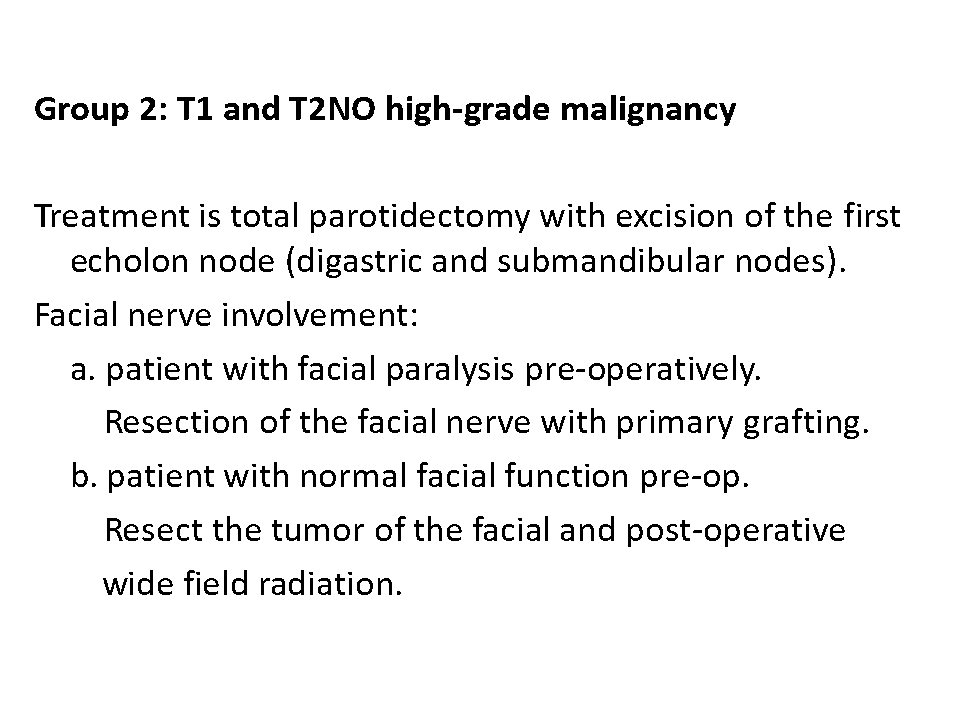 Group 2: T1 and T2NO high-grade malignancy
Treatment is total parotidectomy with excision of the first
echolon node (digastric and submandibular nodes).
Facial nerve involvement:
a. patient with facial paralysis pre-operatively.
Resection of the facial nerve with primary grafting.
b. patient with normal facial function pre-op.
Resect the tumor of the facial and post-operative
wide field radiation.